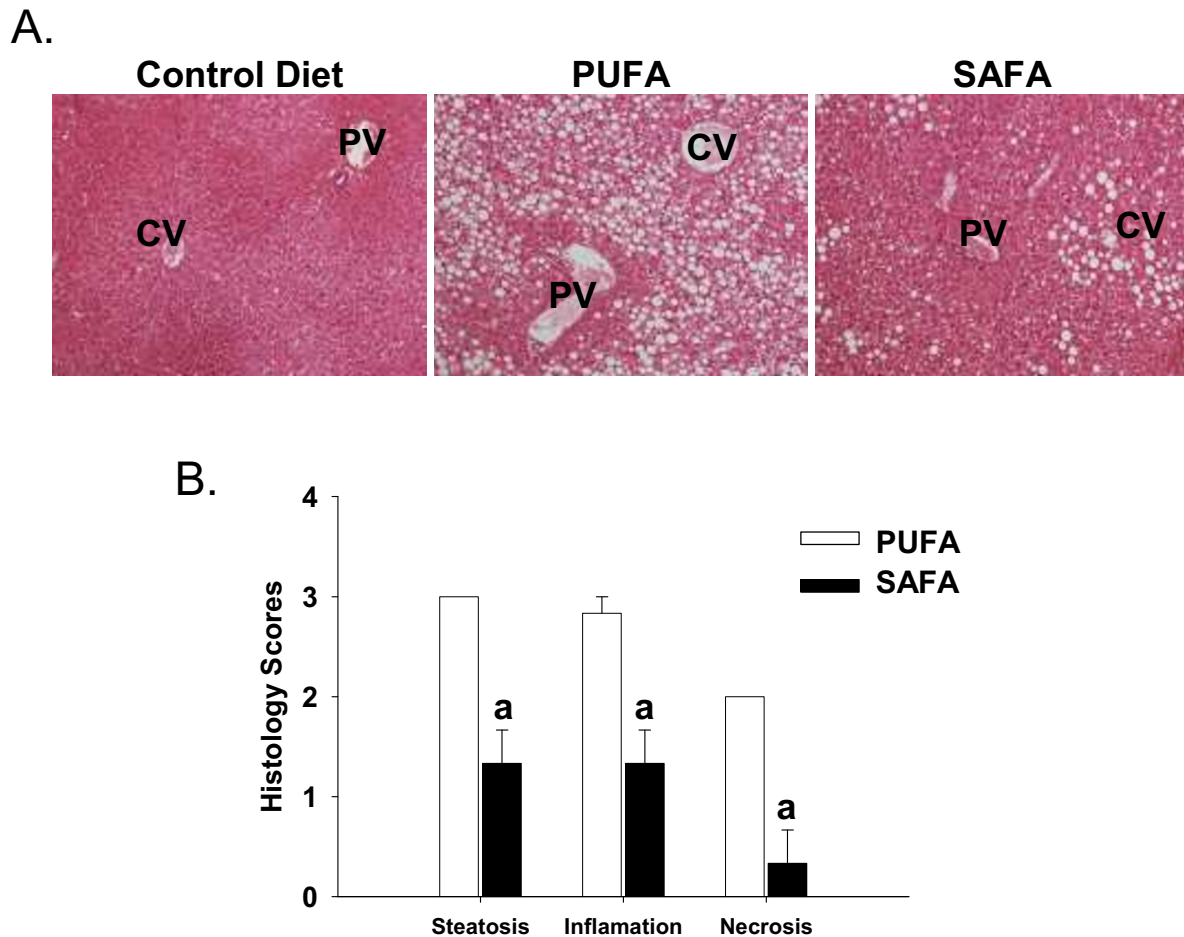 A.
Control Diet PUFA SAFA
PV
CV
CV
PV
PV
CV
B.
4
3
2
1
0
Histology Scores
PUFA
SAFA
a a a
Steatosis Inflamation Necrosis